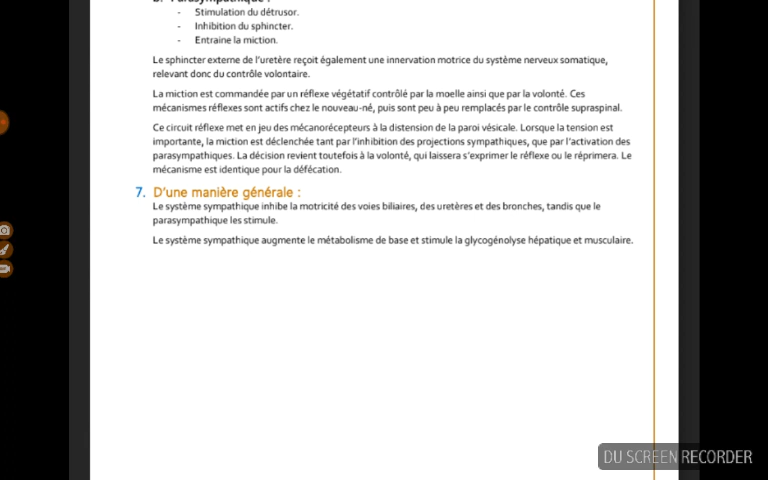 b. Parasympathique :
- Stimulation du détrusor.
- Inhibition du sphincter.
- Entraine la miction.
Le sphincter externe de l'uretère reçoit également une innervation motrice du système nerveux somatique,
relevant donc du contrôle volontaire.
La miction est commandée par un réflexe végétatif contrôlé par la moelle ainsi que par la volonté. Ces
mécanismes réflexes sont actifs chez le nouveau-né, puis sont peu à peu remplacés par le contrôle supraspinal.
Ce circuit réflexe met en jeu des mécanorécepteurs à la distension de la paroi vésicale. Lorsque la tension est
importante, la miction est déclenchée tant par l'inhibition des projections sympathiques, que par l'activation des
parasympathiques. La décision revient toutefois à la volonté, qui laissera s'exprimer le réflexe ou le réprimera. Le
mécanisme est identique pour la défécation.
7. D'une manière générale :
Le système sympathique inhibe la motricité des voies biliaires, des uretères et des bronches, tandis que le
parasympathique les stimule.
Le système sympathique augmente le métabolisme de base et stimule la glycogénolyse hépatique et musculaire.
DU SCREEN RECORDER